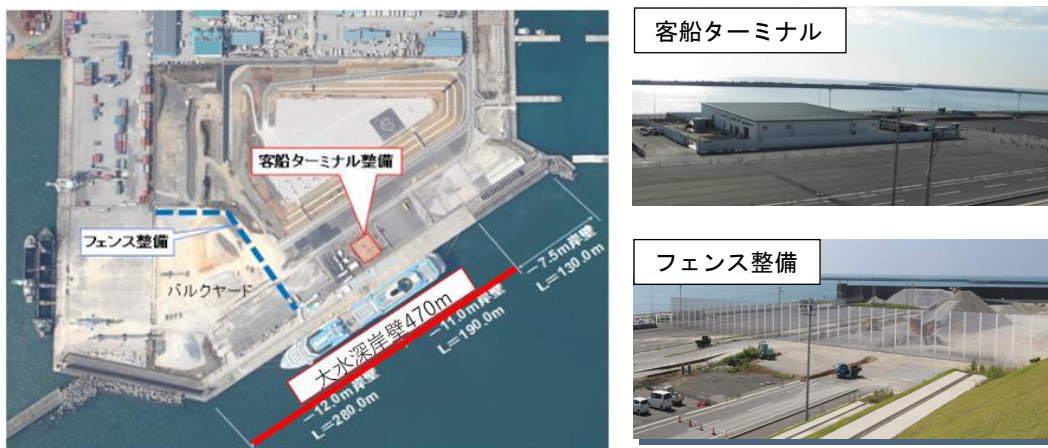 客船ターミナル整備
フェンス整備
バルクヤード
大水深岸壁470m
−7.5m岸壁
L=130.0m
−11.0m岸壁
L=190.0m
−12.0m岸壁
L=280.0m
客船ターミナル
フェンス整備